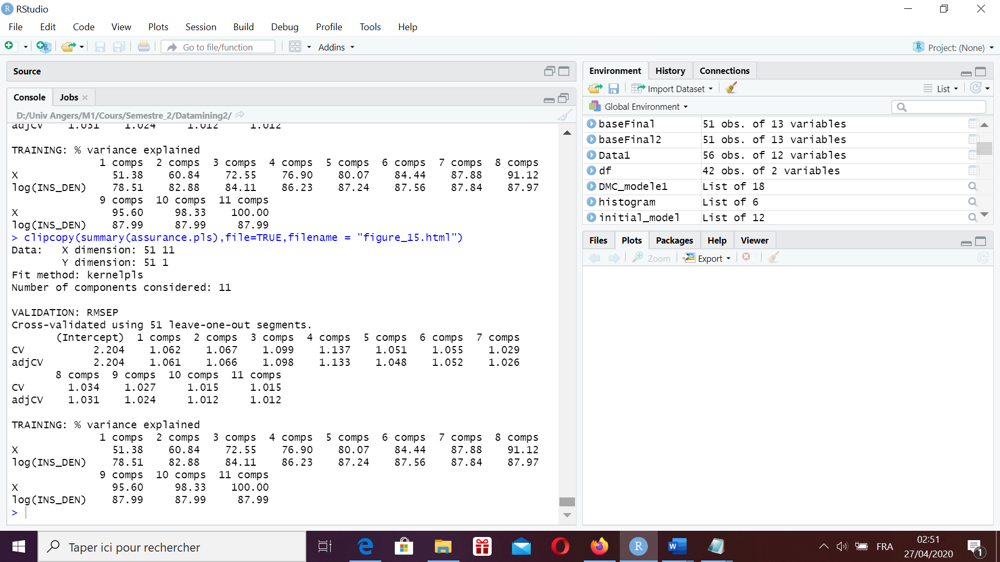 RStudio
File Edit Code View Plots Session Build Debug Profile Tools Help
Go to file/function Addins Project: (None)
Source
Console Jobs
D:/Univ Angers/M1/Cours/Semestre_2/Datamining2/
adjCV 1.031 1.024 1.012 1.012
TRAINING: % variance explained
1 comps 2 comps 3 comps 4 comps 5 comps 6 comps 7 comps 8 comps
X 51.38 60.84 72.55 76.90 80.07 84.44 87.88 91.12
log(INS_DEN) 78.51 82.88 84.11 86.23 87.24 87.56 87.84 87.97
9 comps 10 comps 11 comps
X 95.60 98.33 100.00
log(INS_DEN) 87.99 87.99 87.99
> clipcopy(summary(assurance.pls),file=TRUE,filename = "figure_15.html")
Data: X dimension: 51 11
Y dimension: 51 1
Fit method: kernelpls
Number of components considered: 11
VALIDATION: RMSEP
Cross-validated using 51 leave-one-out segments.
(Intercept) 1 comps 2 comps 3 comps 4 comps 5 comps 6 comps 7 comps
CV 2.204 1.062 1.067 1.099 1.137 1.051 1.055 1.029
adjCV 2.204 1.061 1.066 1.098 1.133 1.048 1.052 1.026
8 comps 9 comps 10 comps 11 comps
CV 1.034 1.027 1.015 1.015
adjCV 1.031 1.024 1.012 1.012
TRAINING: % variance explained
1 comps 2 comps 3 comps 4 comps 5 comps 6 comps 7 comps 8 comps
X 51.38 60.84 72.55 76.90 80.07 84.44 87.88 91.12
log(INS_DEN) 78.51 82.88 84.11 86.23 87.24 87.56 87.84 87.97
9 comps 10 comps 11 comps
X 95.60 98.33 100.00
log(INS_DEN) 87.99 87.99 87.99
>
Environment History Connections
Import Dataset List
Global Environment
baseFinal 51 obs. of 13 variables
baseFinal2 51 obs. of 13 variables
Data1 56 obs. of 12 variables
df 42 obs. of 2 variables
DMC_modele1 List of 18
histogram List of 6
initial_model List of 12
Files Plots Packages Help Viewer
Zoom Export
Taper ici pour rechercher
FRA
02:51
27/04/2020
1